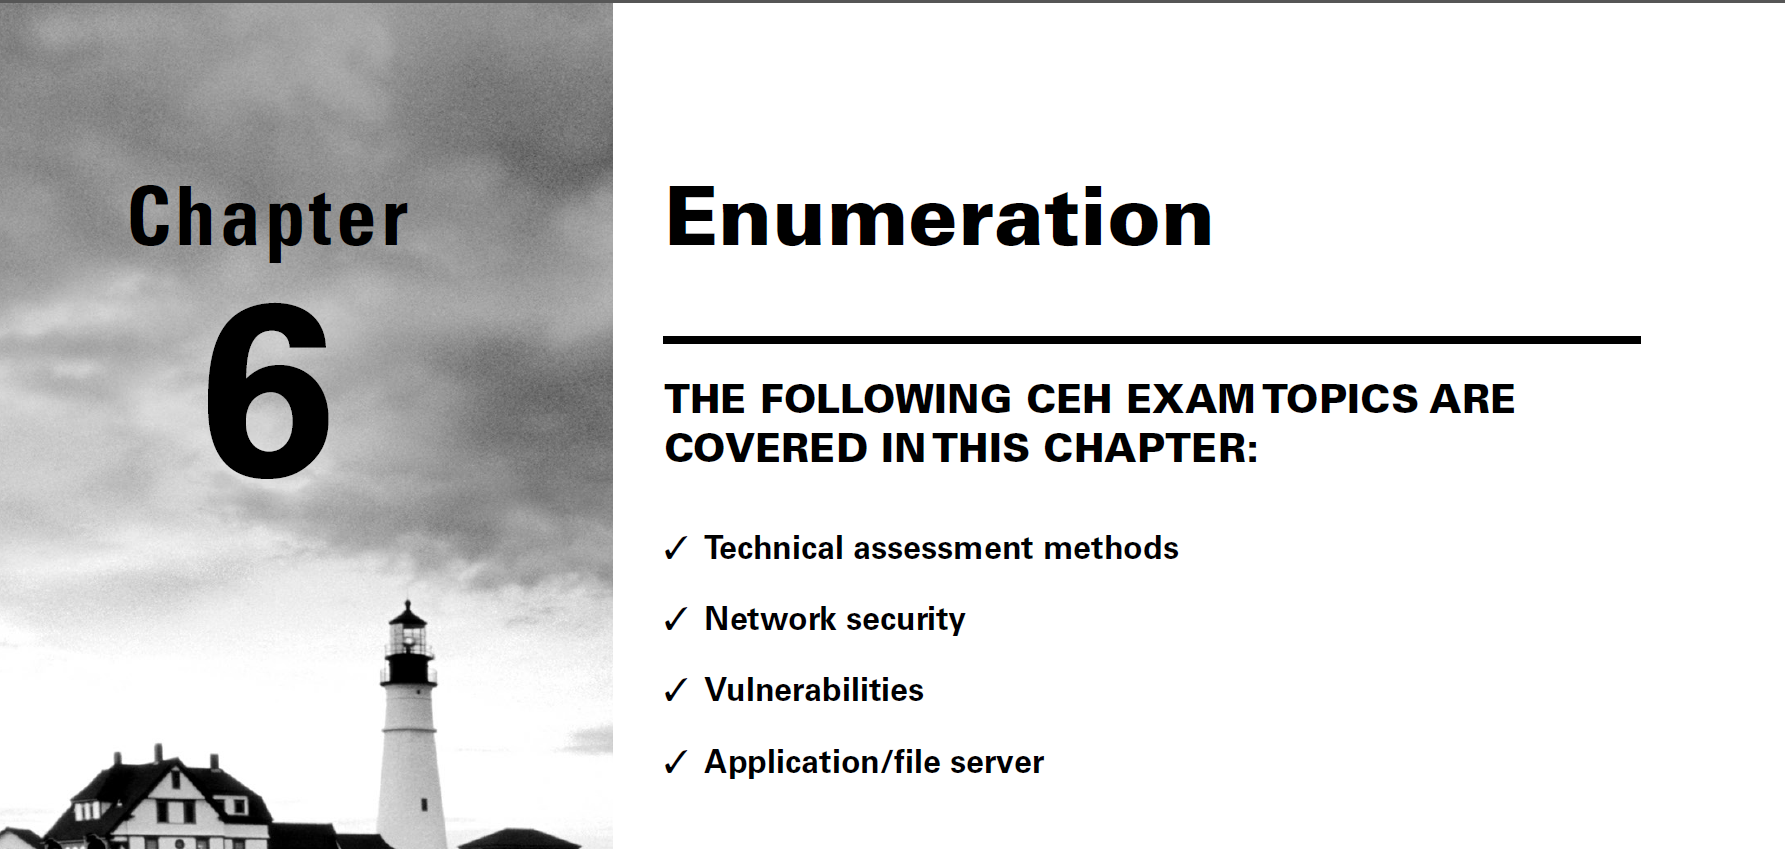 Chapter
6
Enumeration
THE FOLLOWING CEH EXAM TOPICS ARE
COVERED IN THIS CHAPTER:
✓ Technical assessment methods
✓ Network security
✓ Vulnerabilities
✓ Application/file server